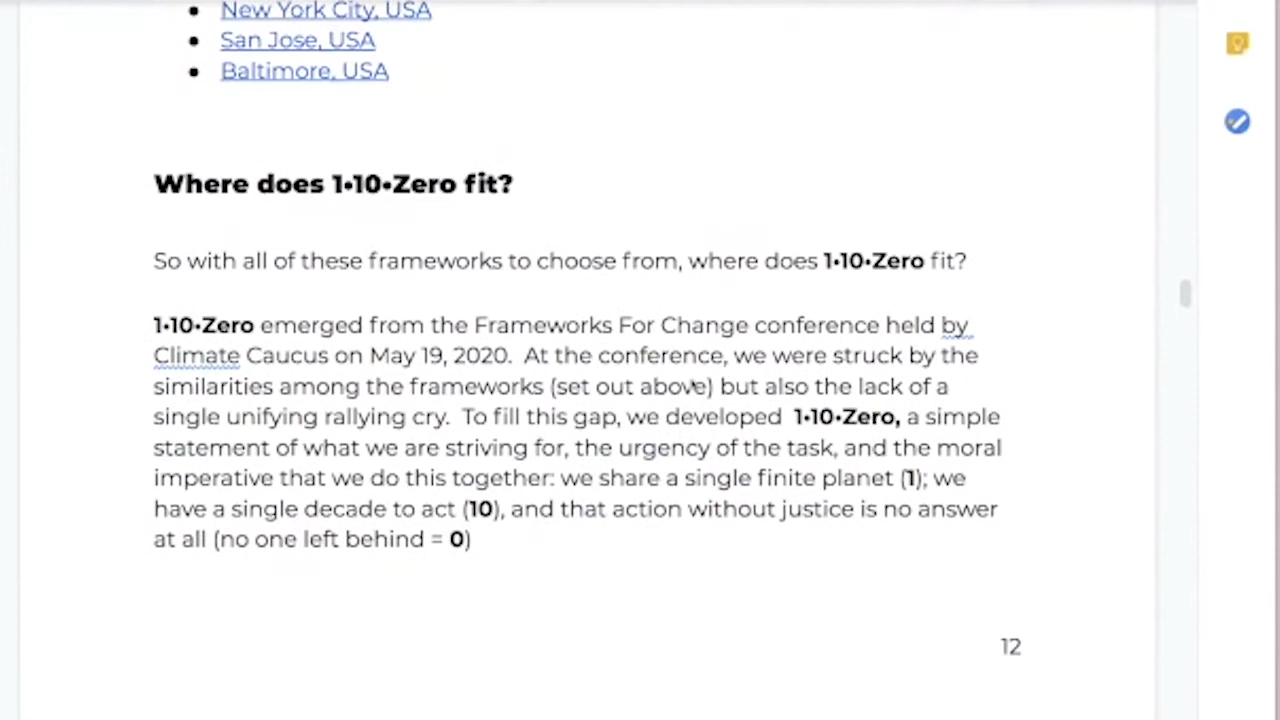 New York City, USA
San Jose, USA
Baltimore, USA
Where does 1•10•Zero fit?
So with all of these frameworks to choose from, where does 1•10•Zero fit?
1•10•Zero emerged from the Frameworks For Change conference held by
Climate Caucus on May 19, 2020.  At the conference, we were struck by the
similarities among the frameworks (set out above) but also the lack of a
single unifying rallying cry.  To fill this gap, we developed  1•10•Zero, a simple
statement of what we are striving for, the urgency of the task, and the moral
imperative that we do this together: we share a single finite planet (1); we
have a single decade to act (10), and that action without justice is no answer
at all (no one left behind = 0)
12